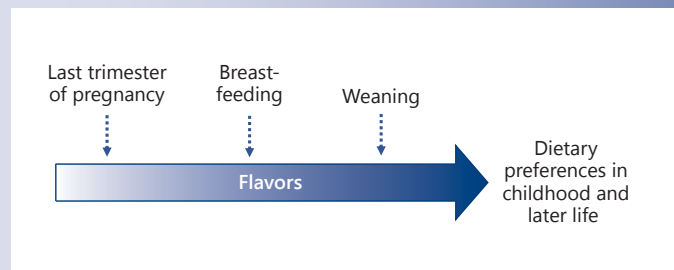 Last trimester
of pregnancy
Breast-
feeding
Weaning
Flavors
Dietary
preferences in
childhood and
later life